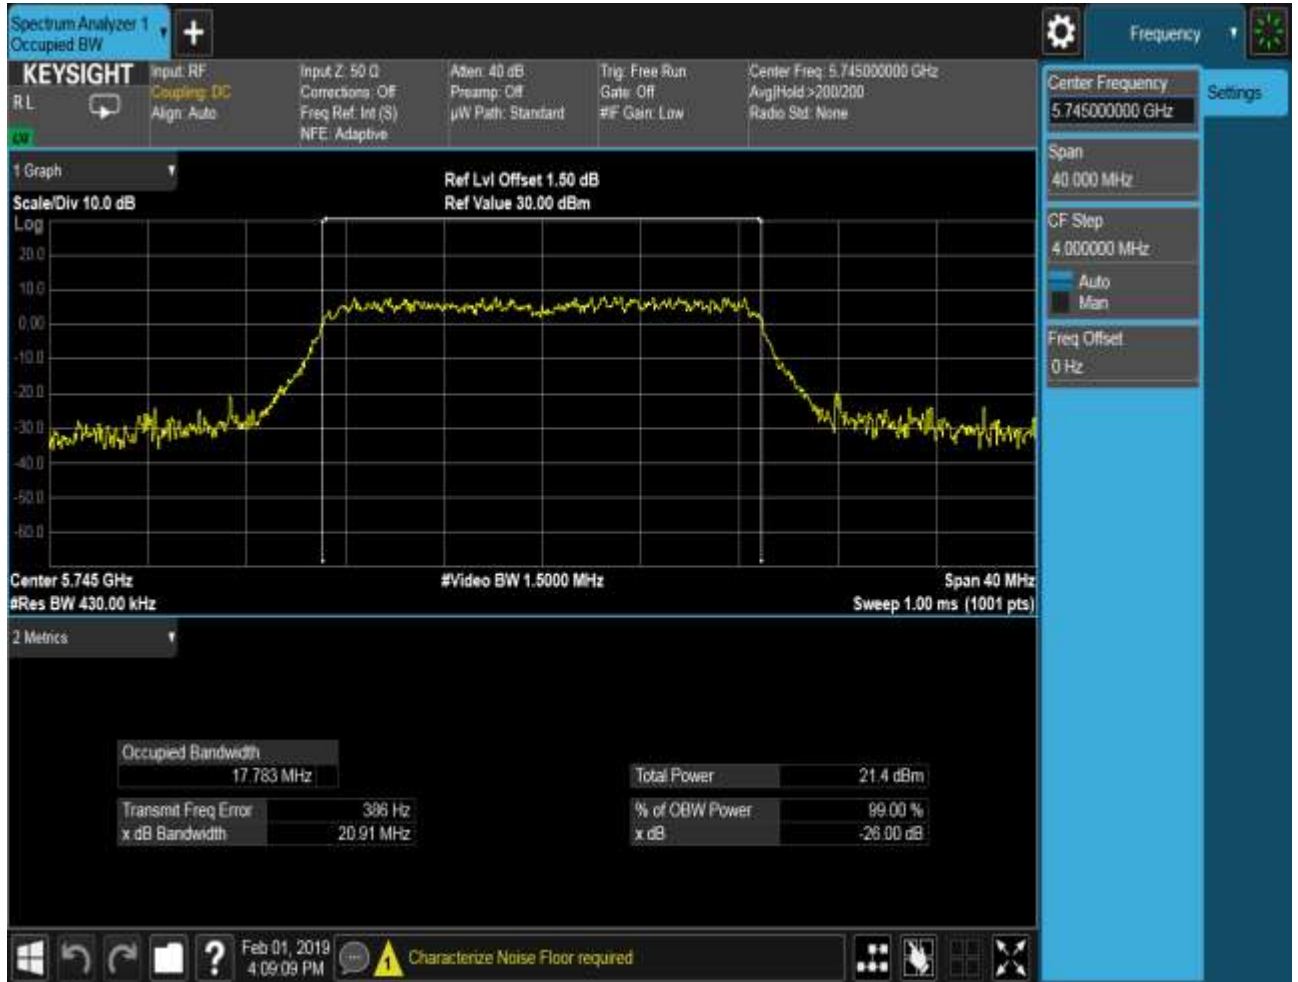 Spectrum Analyzer 1
Occupied BW
Frequency
KEYSIGHT
RL
Input: RF
Coupling: DC
Align: Auto
Input Z: 50 Ω
Corrections: Off
Freq Ref: Int (S)
NFE: Adaptive
Atten: 40 dB
Preamp: Off
µW Path: Standard
Trig: Free Run
Gate: Off
#IF Gain: Low
Center Freq: 5.745000000 GHz
Avg|Hold:>200/200
Radio Std: None
Center Frequency
5.745000000 GHz
Settings
Span
40.000 MHz
CF Step
4.000000 MHz
Auto
Man
Freq Offset
0 Hz
1 Graph
Scale/Div 10.0 dB
Ref Lvl Offset 1.50 dB
Ref Value 30.00 dBm
Log
20.0
10.0
0.00
-10.0
-20.0
-30.0
-40.0
-50.0
-60.0
Center 5.745 GHz
#Video BW 1.5000 MHz
Span 40 MHz
#Res BW 430.00 kHz
Sweep 1.00 ms (1001 pts)
2 Metrics
Occupied Bandwidth
17.783 MHz
Total Power 21.4 dBm
Transmit Freq Error 386 Hz
% of OBW Power 99.00 %
x dB Bandwidth 20.91 MHz
x dB -26.00 dB
?
Feb 01, 2019
4:09:09 PM
1
Characterize Noise Floor required